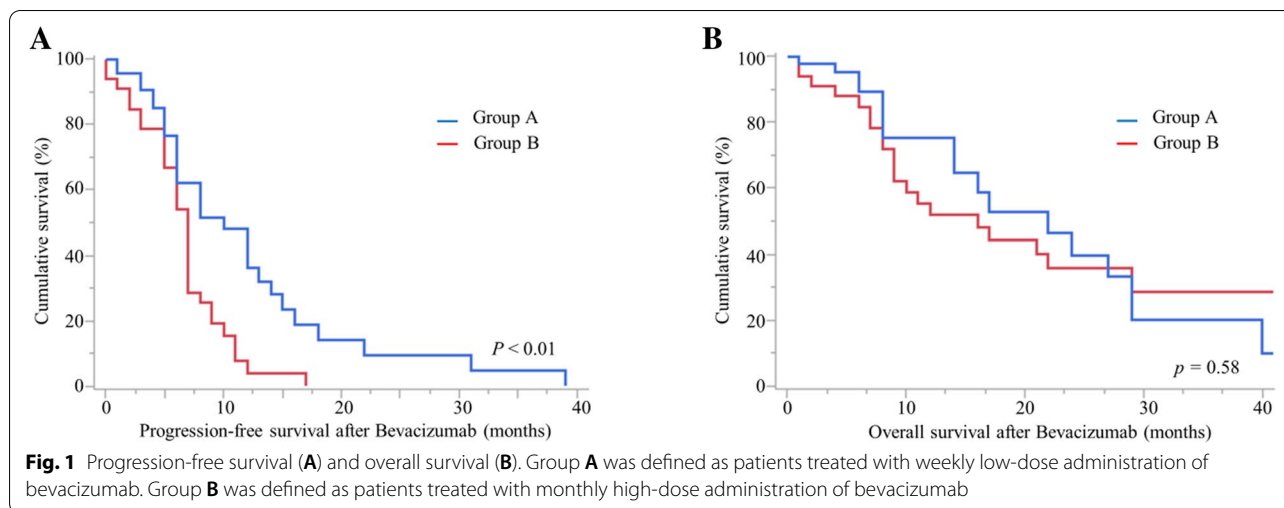 A
100
80
60
40
20
0
Cumulative survival (%)
Group A
Group B
P < 0.01
0 10 20 30 40
Progression-free survival after Bevacizumab (months)
B
100
80
60
40
20
0
Cumulative survival (%)
Group A
Group B
p = 0.58
0 10 20 30 40
Overall survival after Bevacizumab (months)
Fig. 1 Progression-free survival (A) and overall survival (B). Group A was defined as patients treated with weekly low-dose administration of
bevacizumab. Group B was defined as patients treated with monthly high-dose administration of bevacizumab